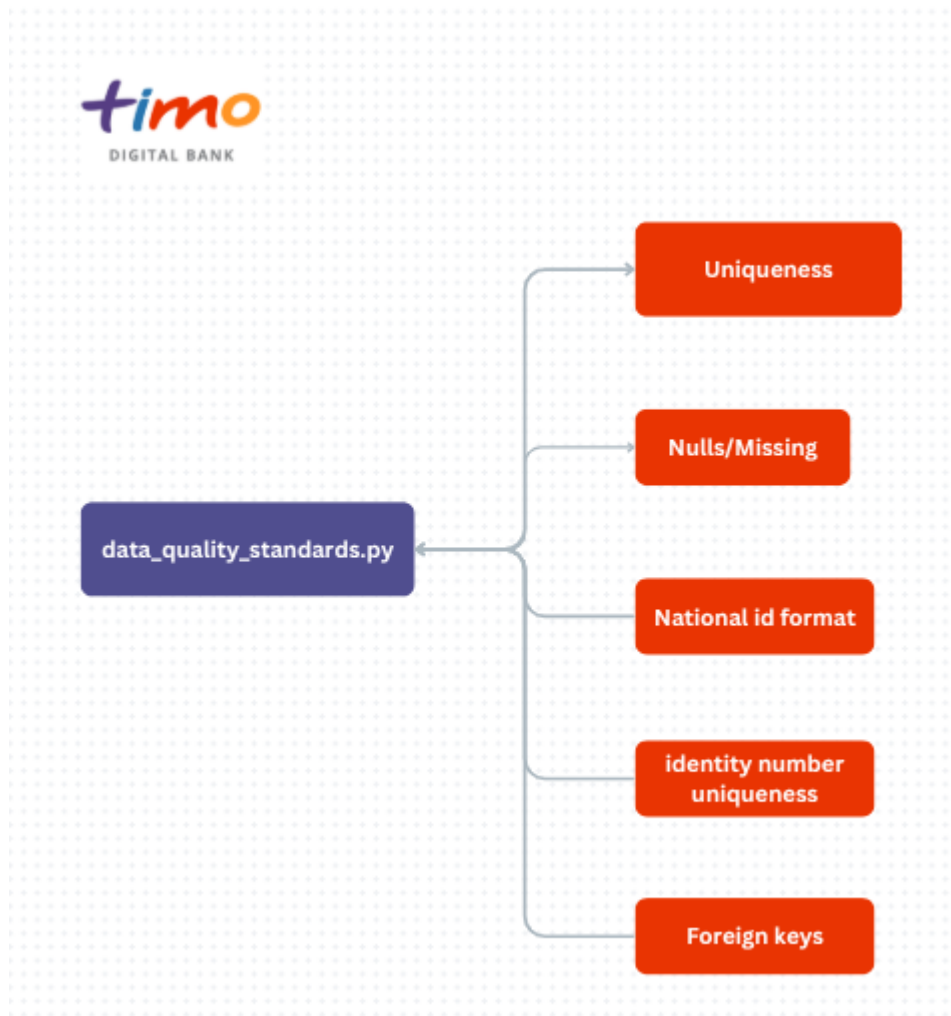 timo
DIGITAL BANK
Uniqueness
Nulls/Missing
data_quality_standards.py
National id format
identity number
uniqueness
Foreign keys